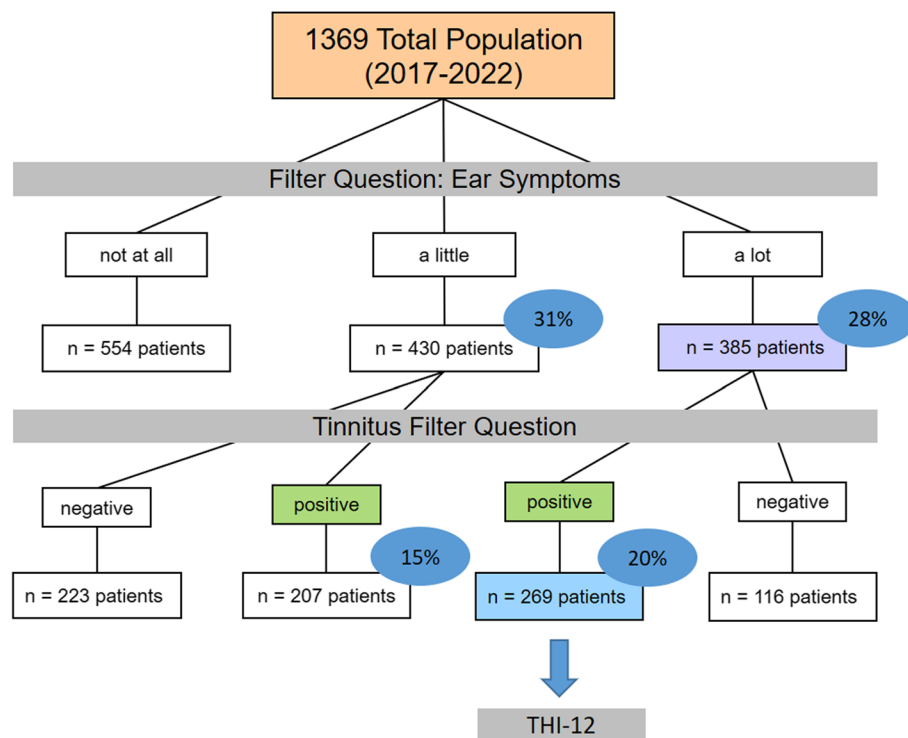 1369 Total Population
(2017-2022)
Filter Question: Ear Symptoms
not at all
a little
a lot
31%
28%
n = 554 patients
n = 430 patients
n = 385 patients
Tinnitus Filter Question
negative
positive
positive
negative
15%
20%
n = 223 patients
n = 207 patients
n = 269 patients
n = 116 patients
THI-12